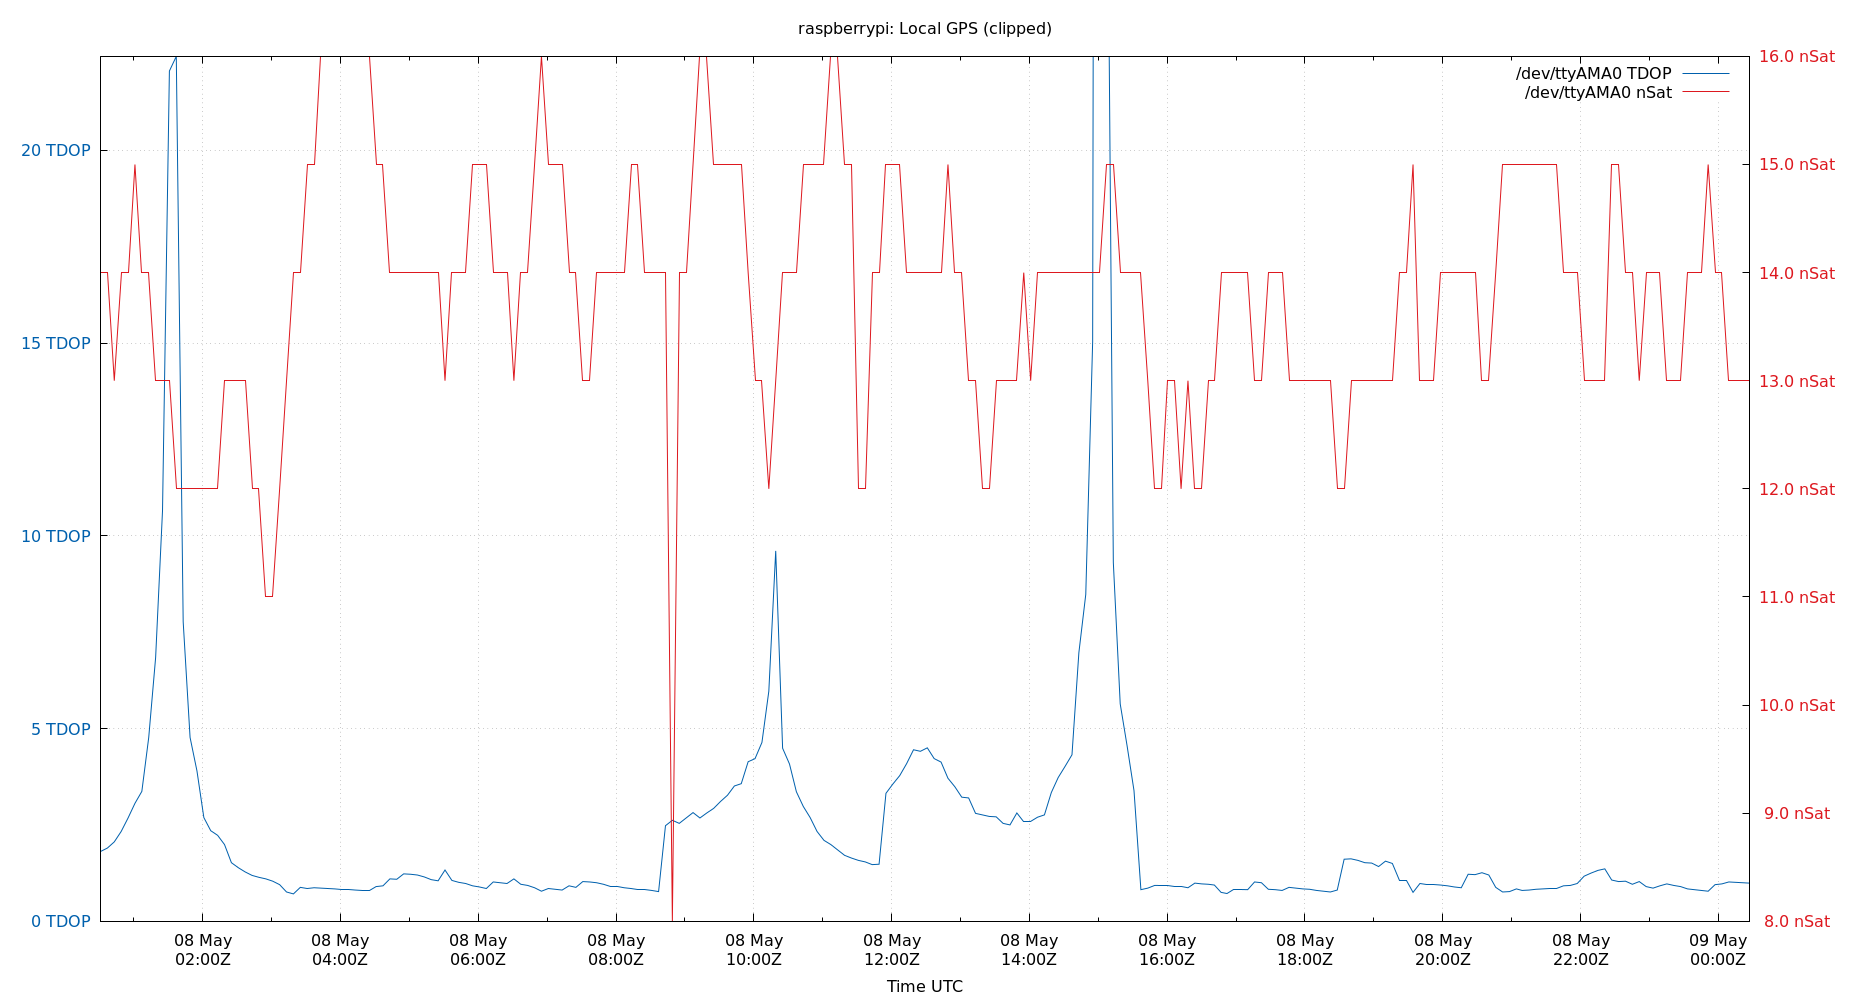 raspberrypi: Local GPS (clipped)
/dev/ttyAMA0 TDOP
/dev/ttyAMA0 nSat
20 TDOP
15 TDOP
10 TDOP
5 TDOP
0 TDOP
16.0 nSat
15.0 nSat
14.0 nSat
13.0 nSat
12.0 nSat
11.0 nSat
10.0 nSat
9.0 nSat
8.0 nSat
08 May 08 May 08 May 08 May 08 May 08 May 08 May 08 May 08 May 08 May 08 May 09 May
02:00Z 04:00Z 06:00Z 08:00Z 10:00Z 12:00Z 14:00Z 16:00Z 18:00Z 20:00Z 22:00Z 00:00Z
Time UTC